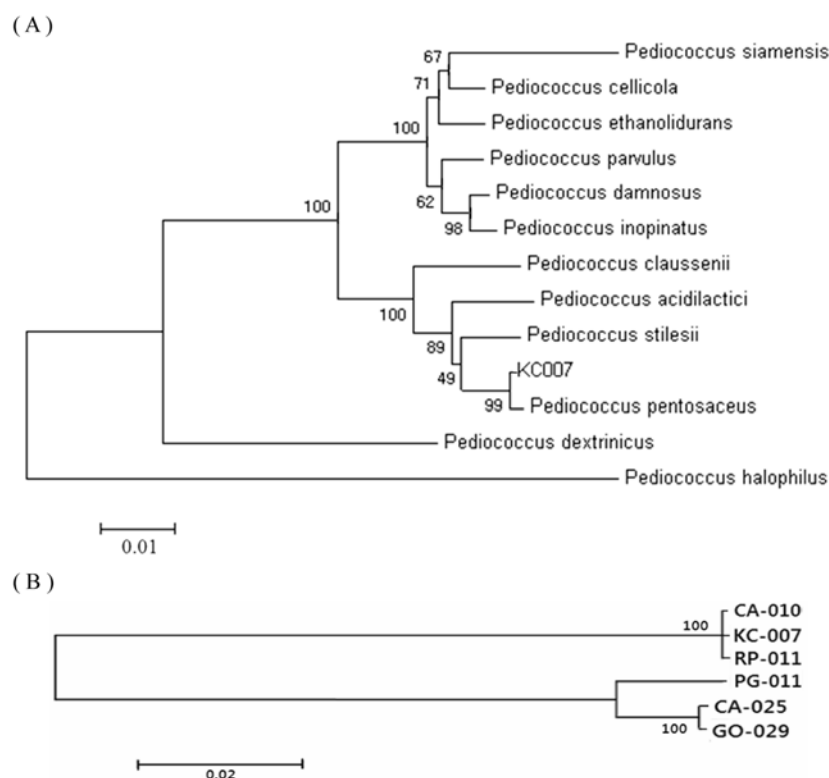 ( A )
67
Pediococcus siamensis
71
Pediococcus cellicola
100
Pediococcus ethanolidurans
Pediococcus parvulus
Pediococcus damnosus
62
98
Pediococcus inopinatus
100
Pediococcus claussenii
100
Pediococcus acidilactici
89
Pediococcus stilesii
49
KC007
99
Pediococcus pentosaceus
Pediococcus dextrinicus
Pediococcus halophilus
0.01
( B )
CA-010
100
KC-007
RP-011
PG-011
CA-025
100
GO-029
0.02